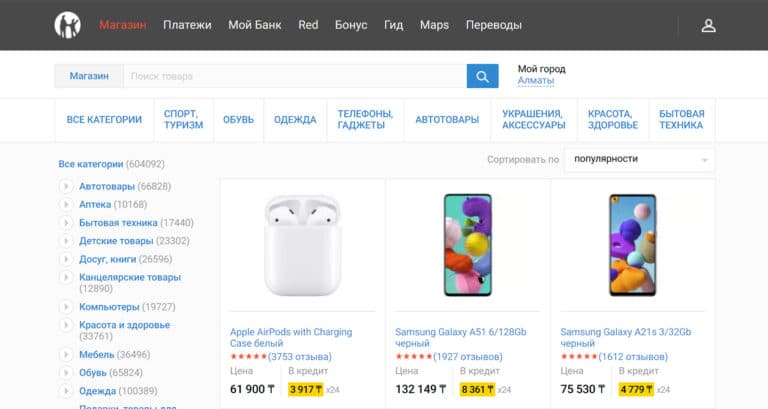 Магазин Платежи Мой Банк Red Бонус Гид Maps Переводы
Магазин Поиск товара
Мой город
Алматы
ВСЕ КАТЕГОРИИ
СПОРТ,
ТУРИЗМ
ОБУВЬ
ОДЕЖДА
ТЕЛЕФОНЫ,
ГАДЖЕТЫ
АВТОТОВАРЫ
УКРАШЕНИЯ,
АКСЕССУАРЫ
КРАСОТА,
ЗДОРОВЬЕ
БЫТОВАЯ
ТЕХНИКА
Сортировать по популярности
Все категории (604092)
Автотовары (66828)
Аптека (10168)
Бытовая техника (17440)
Детские товары (23302)
Досуг, книги (26596)
Канцелярские товары
(12890)
Компьютеры (19727)
Красота и здоровье
(33761)
Мебель (36496)
Обувь (65824)
Одежда (100389)
Подарки, товары для
Apple AirPods with Charging
Case белый
(3753 отзыва)
Цена В кредит
61 900 ₸ 3 917 ₸ x24
Samsung Galaxy A51 6/128Gb
черный
(1927 отзывов)
Цена В кредит
132 149 ₸ 8 361 ₸ x24
Samsung Galaxy A21s 3/32Gb
черный
(1612 отзывов)
Цена В кредит
75 530 ₸ 4 779 ₸ x24